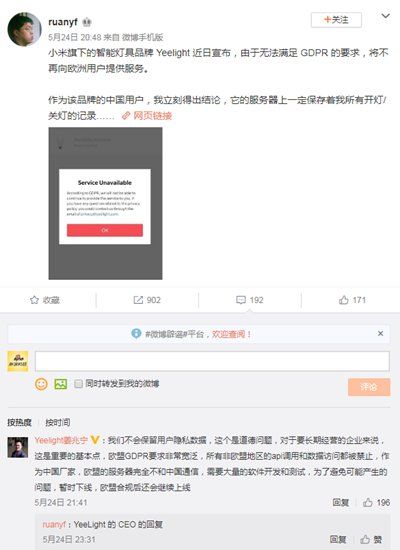 ruanyf
+关注
5月24日 20:48 来自 微博手机版
小米旗下的智能灯具品牌 Yeelight 近日宣布，由于无法满足 GDPR 的要求，将不
再向欧洲用户提供服务。
作为该品牌的中国用户，我立刻得出结论，它的服务器上一定保存着我所有开灯/
关灯的记录…… 网页链接
Service Unavailable
According to GDPR, we will not be able to
continue to provide this service to you. If
you have any question related to the privacy
policy, you could contact us through the
OK
收藏
902
192
171
#微博辟谣#平台，欢迎查阅！
同时转发到我的微博
评论
按热度 | 按时间
Yeelight姜兆宁：我们不会保留用户隐私数据，这个是道德问题，对于要长期运营的企业来说，
这是重要的基本点，欧盟GDPR要求非常宽泛，所有非欧盟地区的api调用和数据访问都被禁止，作
为中国厂家，欧盟的服务器完全不和中国通信，需要大量的软件开发和测试，为了避免可能产生的
问题，暂时下线，欧盟合规后还会继续上线
5月24日 21:41
回复 196
ruanyf：YeeLight 的 CEO 的回复
5月24日 23:31
回复 赞